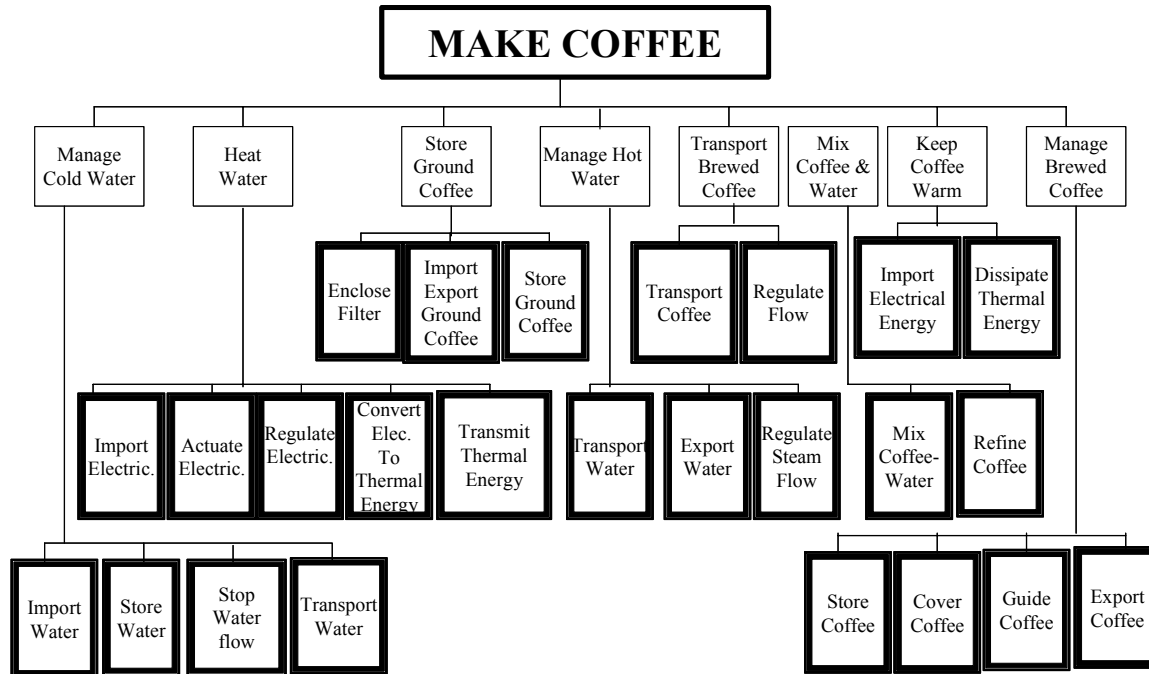 MAKE COFFEE
Manage
Cold Water
Heat
Water
Store
Ground
Coffee
Manage Hot
Water
Transport
Brewed
Coffee
Mix
Coffee &
Water
Keep
Coffee
Warm
Manage
Brewed
Coffee
Enclose
Filter
Import
Export
Ground
Coffee
Store
Ground
Coffee
Transport
Coffee
Regulate
Flow
Import
Electrical
Energy
Dissipate
Thermal
Energy
Import
Electric.
Actuate
Electric.
Regulate
Electric.
Convert
Elec.
To
Thermal
Energy
Transmit
Thermal
Energy
Transport
Water
Export
Water
Regulate
Steam
Flow
Mix
Coffee-
Water
Refine
Coffee
Import
Water
Store
Water
Stop
Water
flow
Transport
Water
Store
Coffee
Cover
Coffee
Guide
Coffee
Export
Coffee